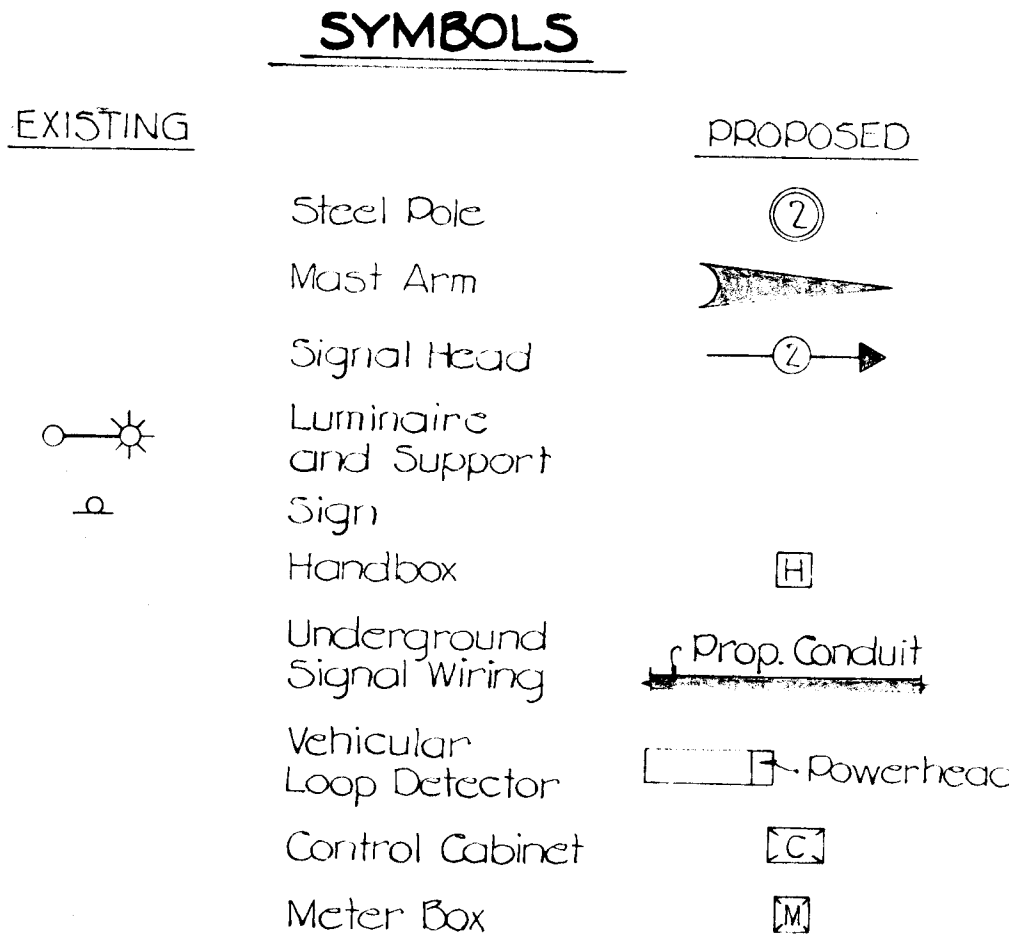 SYMBOLS
EXISTING
PROPOSED
Steel Pole
2
Mast Arm
Signal Head
2
Luminaire
and Support
Sign
Handbox
H
Underground
Signal Wiring
Prop. Conduit
Vehicular
Loop Detector
Powerhead
Control Cabinet
C
Meter Box
M